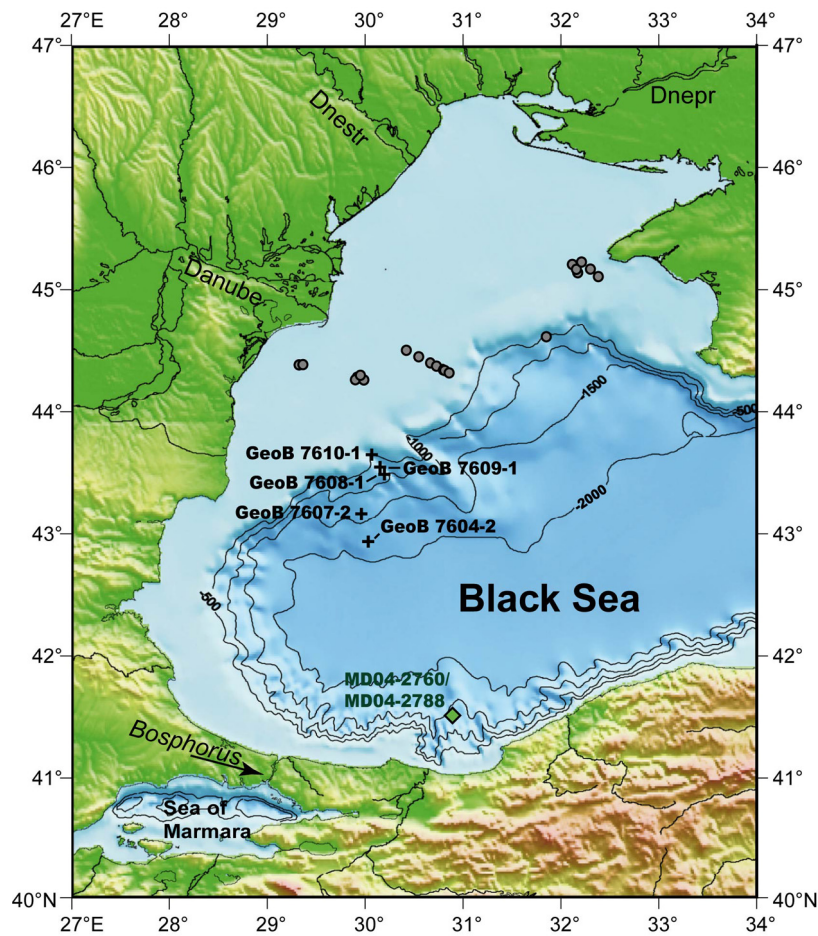 27°E 28° 29° 30° 31° 32° 33° 34°
47° 47°
Dnepr
Dnestr
46° 46°
Danube
45° 45°
-1500
44° 44°
-500
-1000
GeoB 7610-1
GeoB 7609-1
GeoB 7608-1
-2000
GeoB 7607-2
GeoB 7604-2
43° 43°
Black Sea
-500
42° 42°
MD04-2760/
MD04-2788
Bosphorus
41° 41°
Sea of
Marmara
40°N 40°N
27°E 28° 29° 30° 31° 32° 33° 34°